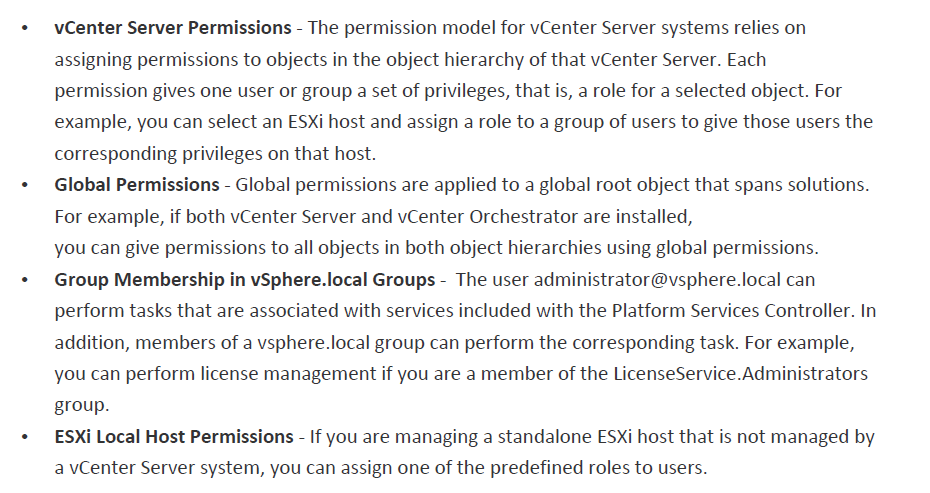 • vCenter Server Permissions - The permission model for vCenter Server systems relies on
assigning permissions to objects in the object hierarchy of that vCenter Server. Each
permission gives one user or group a set of privileges, that is, a role for a selected object. For
example, you can select an ESXi host and assign a role to a group of users to give those users the
corresponding privileges on that host.
• Global Permissions - Global permissions are applied to a global root object that spans solutions.
For example, if both vCenter Server and vCenter Orchestrator are installed,
you can give permissions to all objects in both object hierarchies using global permissions.
• Group Membership in vSphere.local Groups - The user administrator@vsphere.local can
perform tasks that are associated with services included with the Platform Services Controller. In
addition, members of a vsphere.local group can perform the corresponding task. For example,
you can perform license management if you are a member of the LicenseService.Administrators
group.
• ESXi Local Host Permissions - If you are managing a standalone ESXi host that is not managed by
a vCenter Server system, you can assign one of the predefined roles to users.